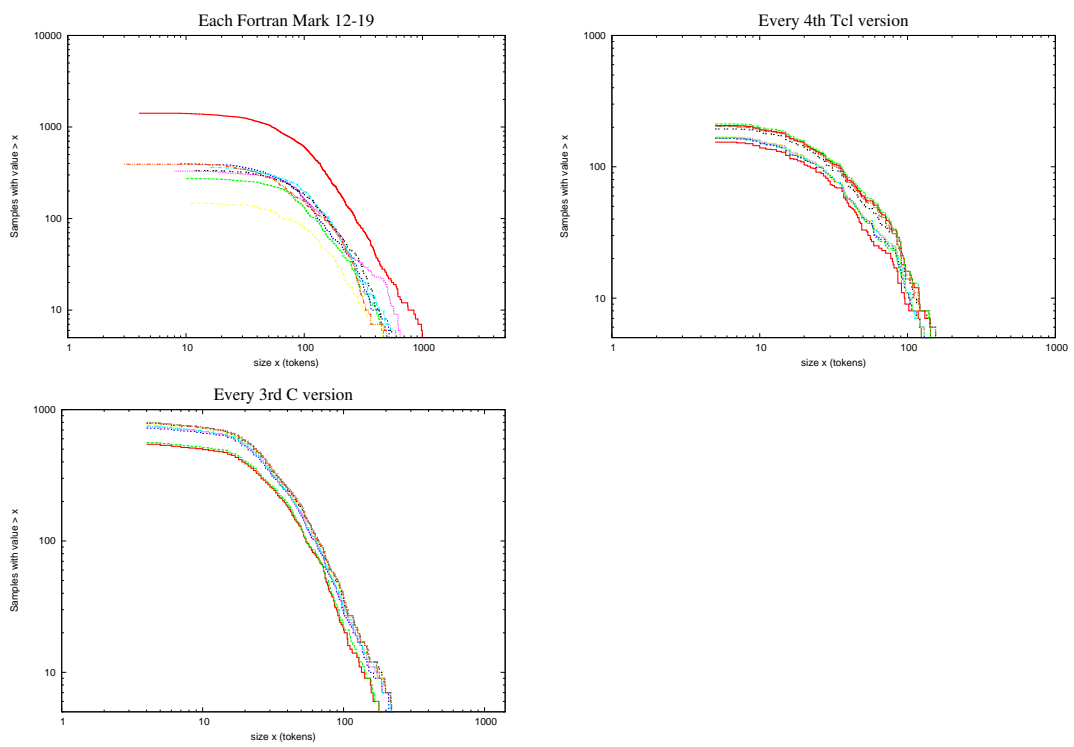 Each Fortran Mark 12-19
10000
1000
100
10
1
10
100
1000
Samples with value > x
size x (tokens)
Every 4th Tcl version
1000
100
10
1
10
100
1000
Samples with value > x
size x (tokens)
Every 3rd C version
1000
100
10
1
10
100
1000
Samples with value > x
size x (tokens)